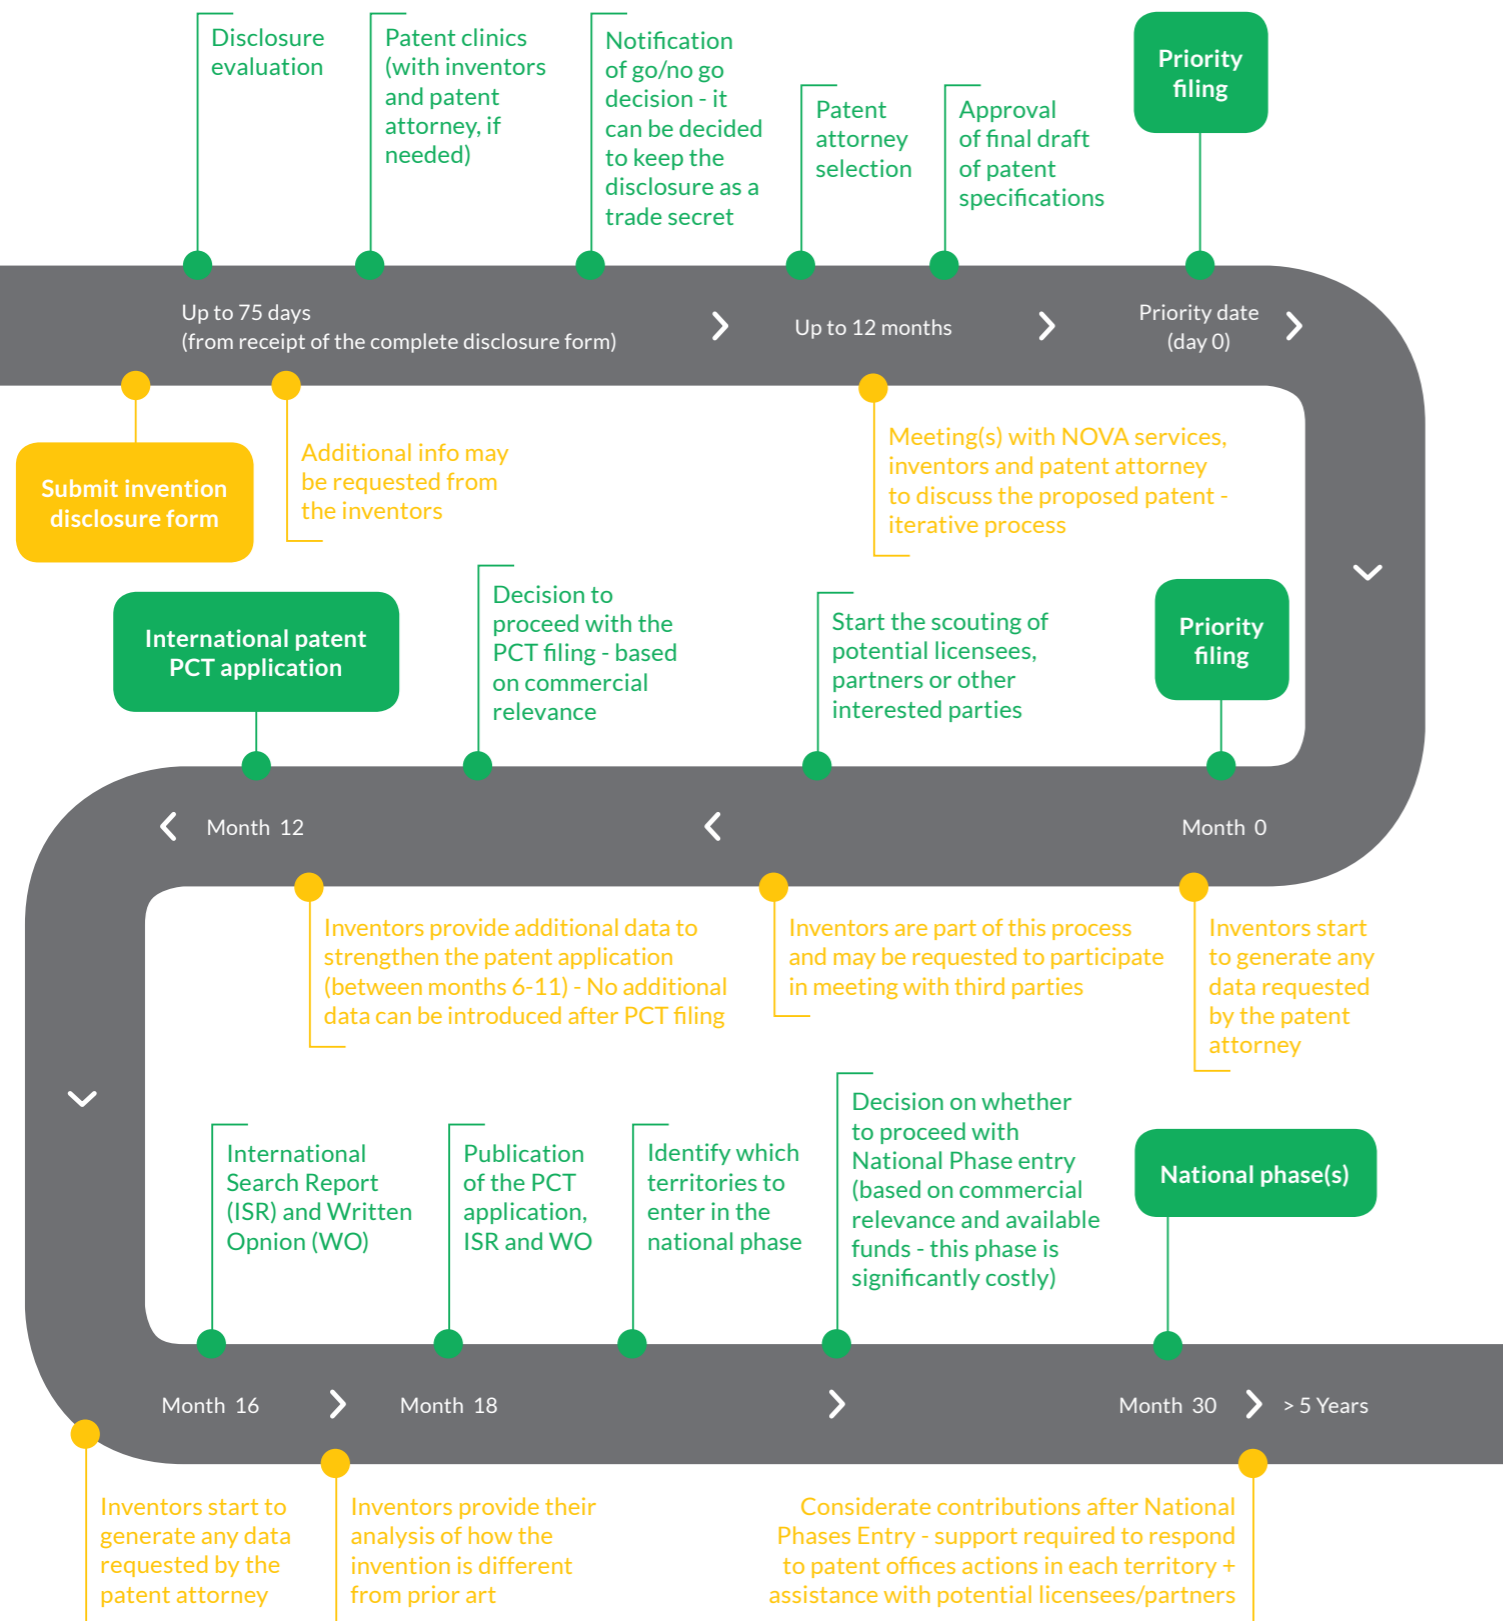 Disclosure
evaluation
Patent clinics
(with inventors
and patent
attorney, if
needed)
Notification
of go/no go
decision - it
can be decided
to keep the
disclosure as a
trade secret
Patent
attorney
selection
Approval
of final draft
of patent
specifications
Priority
filing
Up to 75 days
(from receipt of the complete disclosure form)
Up to 12 months
Priority date
(day 0)
Submit invention
disclosure form
Additional info may
be requested from
the inventors
Meeting(s) with NOVA services,
inventors and patent attorney
to discuss the proposed patent -
iterative process
International patent
PCT application
Decision to
proceed with the
PCT filing - based
on commercial
relevance
Start the scouting of
potential licensees,
partners or other
interested parties
Priority
filing
Month 12
Month 0
Inventors provide additional data to
strengthen the patent application
(between months 6-11) - No additional
data can be introduced after PCT filing
Inventors are part of this process
and may be requested to participate
in meeting with third parties
Inventors start
to generate any
data requested
by the patent
attorney
International
Search Report
(ISR) and Written
Opnion (WO)
Publication
of the PCT
application,
ISR and WO
Identify which
territories to
enter in the
national phase
Decision on whether
to proceed with
National Phase entry
(based on commercial
relevance and available
funds - this phase is
significantly costly)
National phase(s)
Month 16
Month 18
Month 30
> 5 Years
Inventors start to
generate any data
requested by the
patent attorney
Inventors provide their
analysis of how the
invention is different
from prior art
Considerate contributions after National
Phases Entry - support required to respond
to patent offices actions in each territory +
assistance with potential licensees/partners